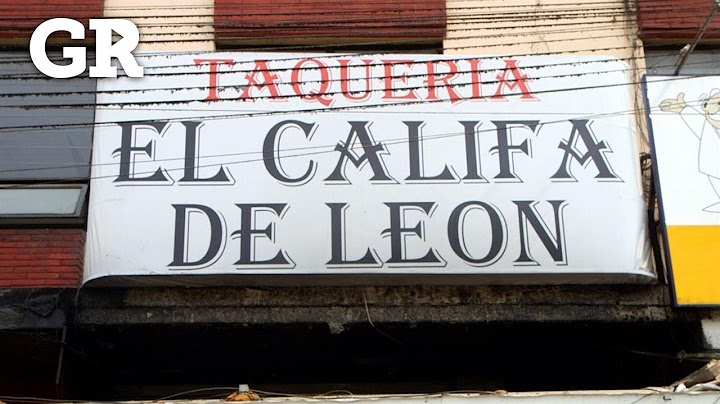 GR
TAQUERIA
EL CALIFA
DE LEON